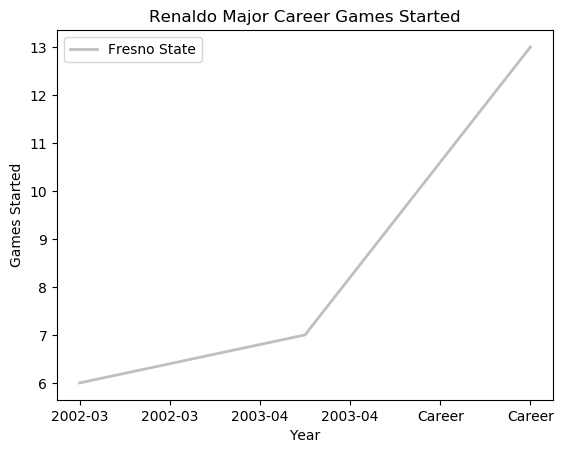 Renaldo Major Career Games Started
Fresno State
13
12
11
10
9
8
7
6
Games Started
2002-03 2002-03 2003-04 2003-04 Career Career
Year